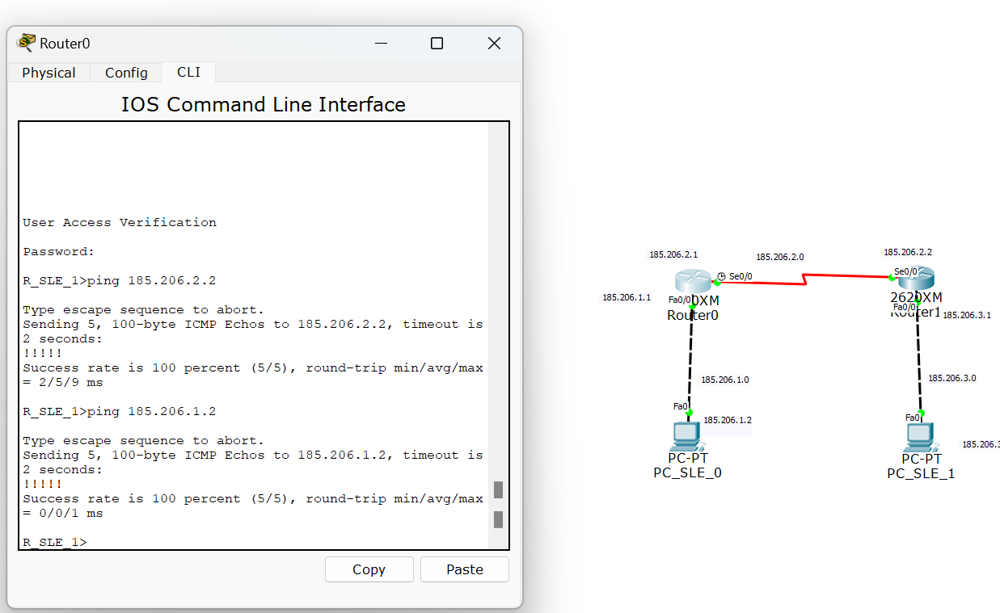 Router0
Physical Config CLI
IOS Command Line Interface
User Access Verification
Password:
R_SLE_1>ping 185.206.2.2
Type escape sequence to abort.
Sending 5, 100-byte ICMP Echos to 185.206.2.2, timeout is
2 seconds:
!!!!!
Success rate is 100 percent (5/5), round-trip min/avg/max
= 2/5/9 ms
R_SLE_1>ping 185.206.1.2
Type escape sequence to abort.
Sending 5, 100-byte ICMP Echos to 185.206.1.2, timeout is
2 seconds:
!!!!!
Success rate is 100 percent (5/5), round-trip min/avg/max
= 0/0/1 ms
R_SLE_1>
Copy Paste
185.206.2.1
185.206.2.0
185.206.2.2
Se0/0
Se0/0
185.206.1.1
Fa0/0
0XM
Router0
2620XM
Fa0/0
Router1
185.206.3.1
185.206.1.0
185.206.3.0
Fa0
185.206.1.2
PC-PT
PC_SLE_0
Fa0
185.206.3
PC-PT
PC_SLE_1